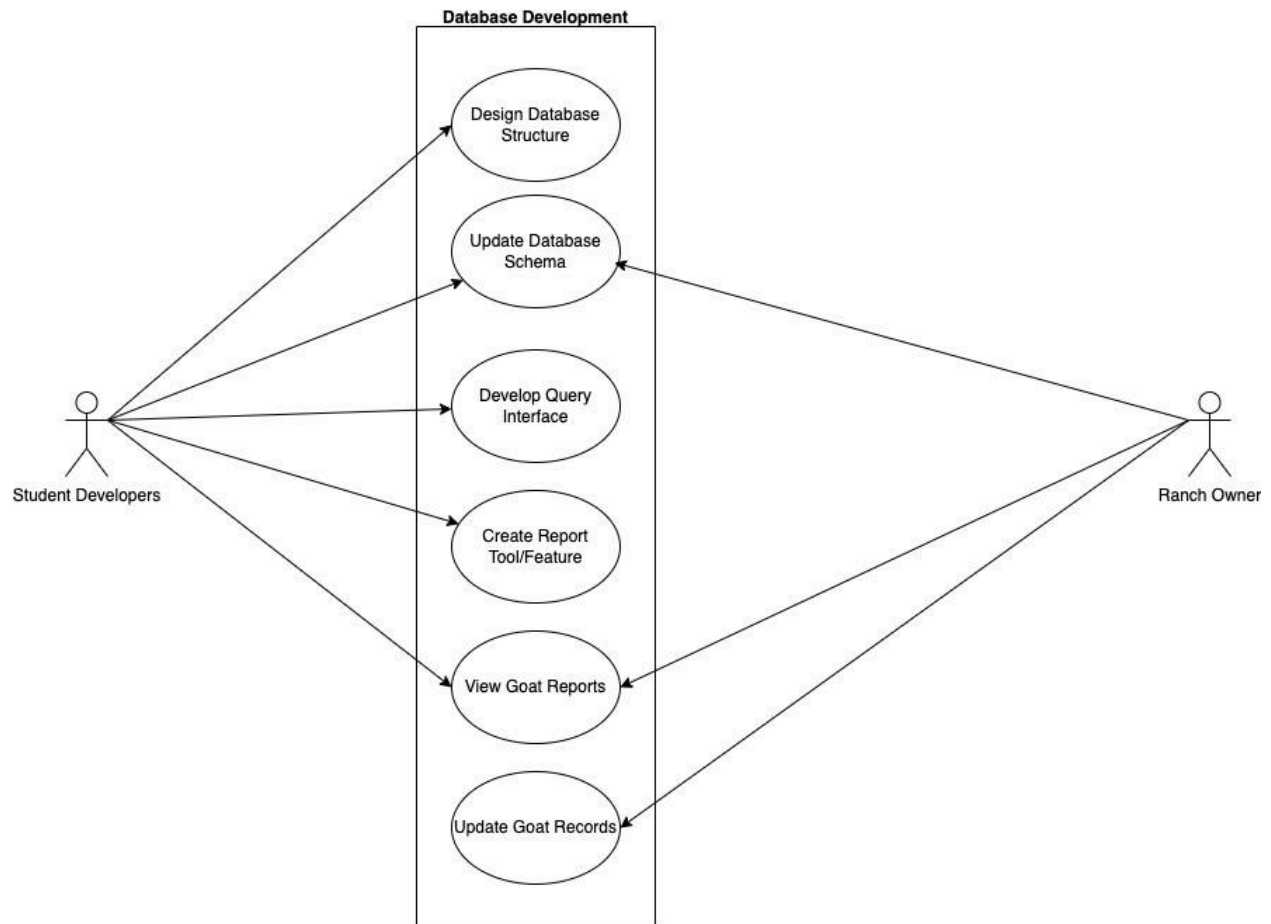 Database Development
Design Database
Structure
Update Database
Schema
Develop Query
Interface
Student Developers
Ranch Owner
Create Report
Tool/Feature
View Goat Reports
Update Goat Records